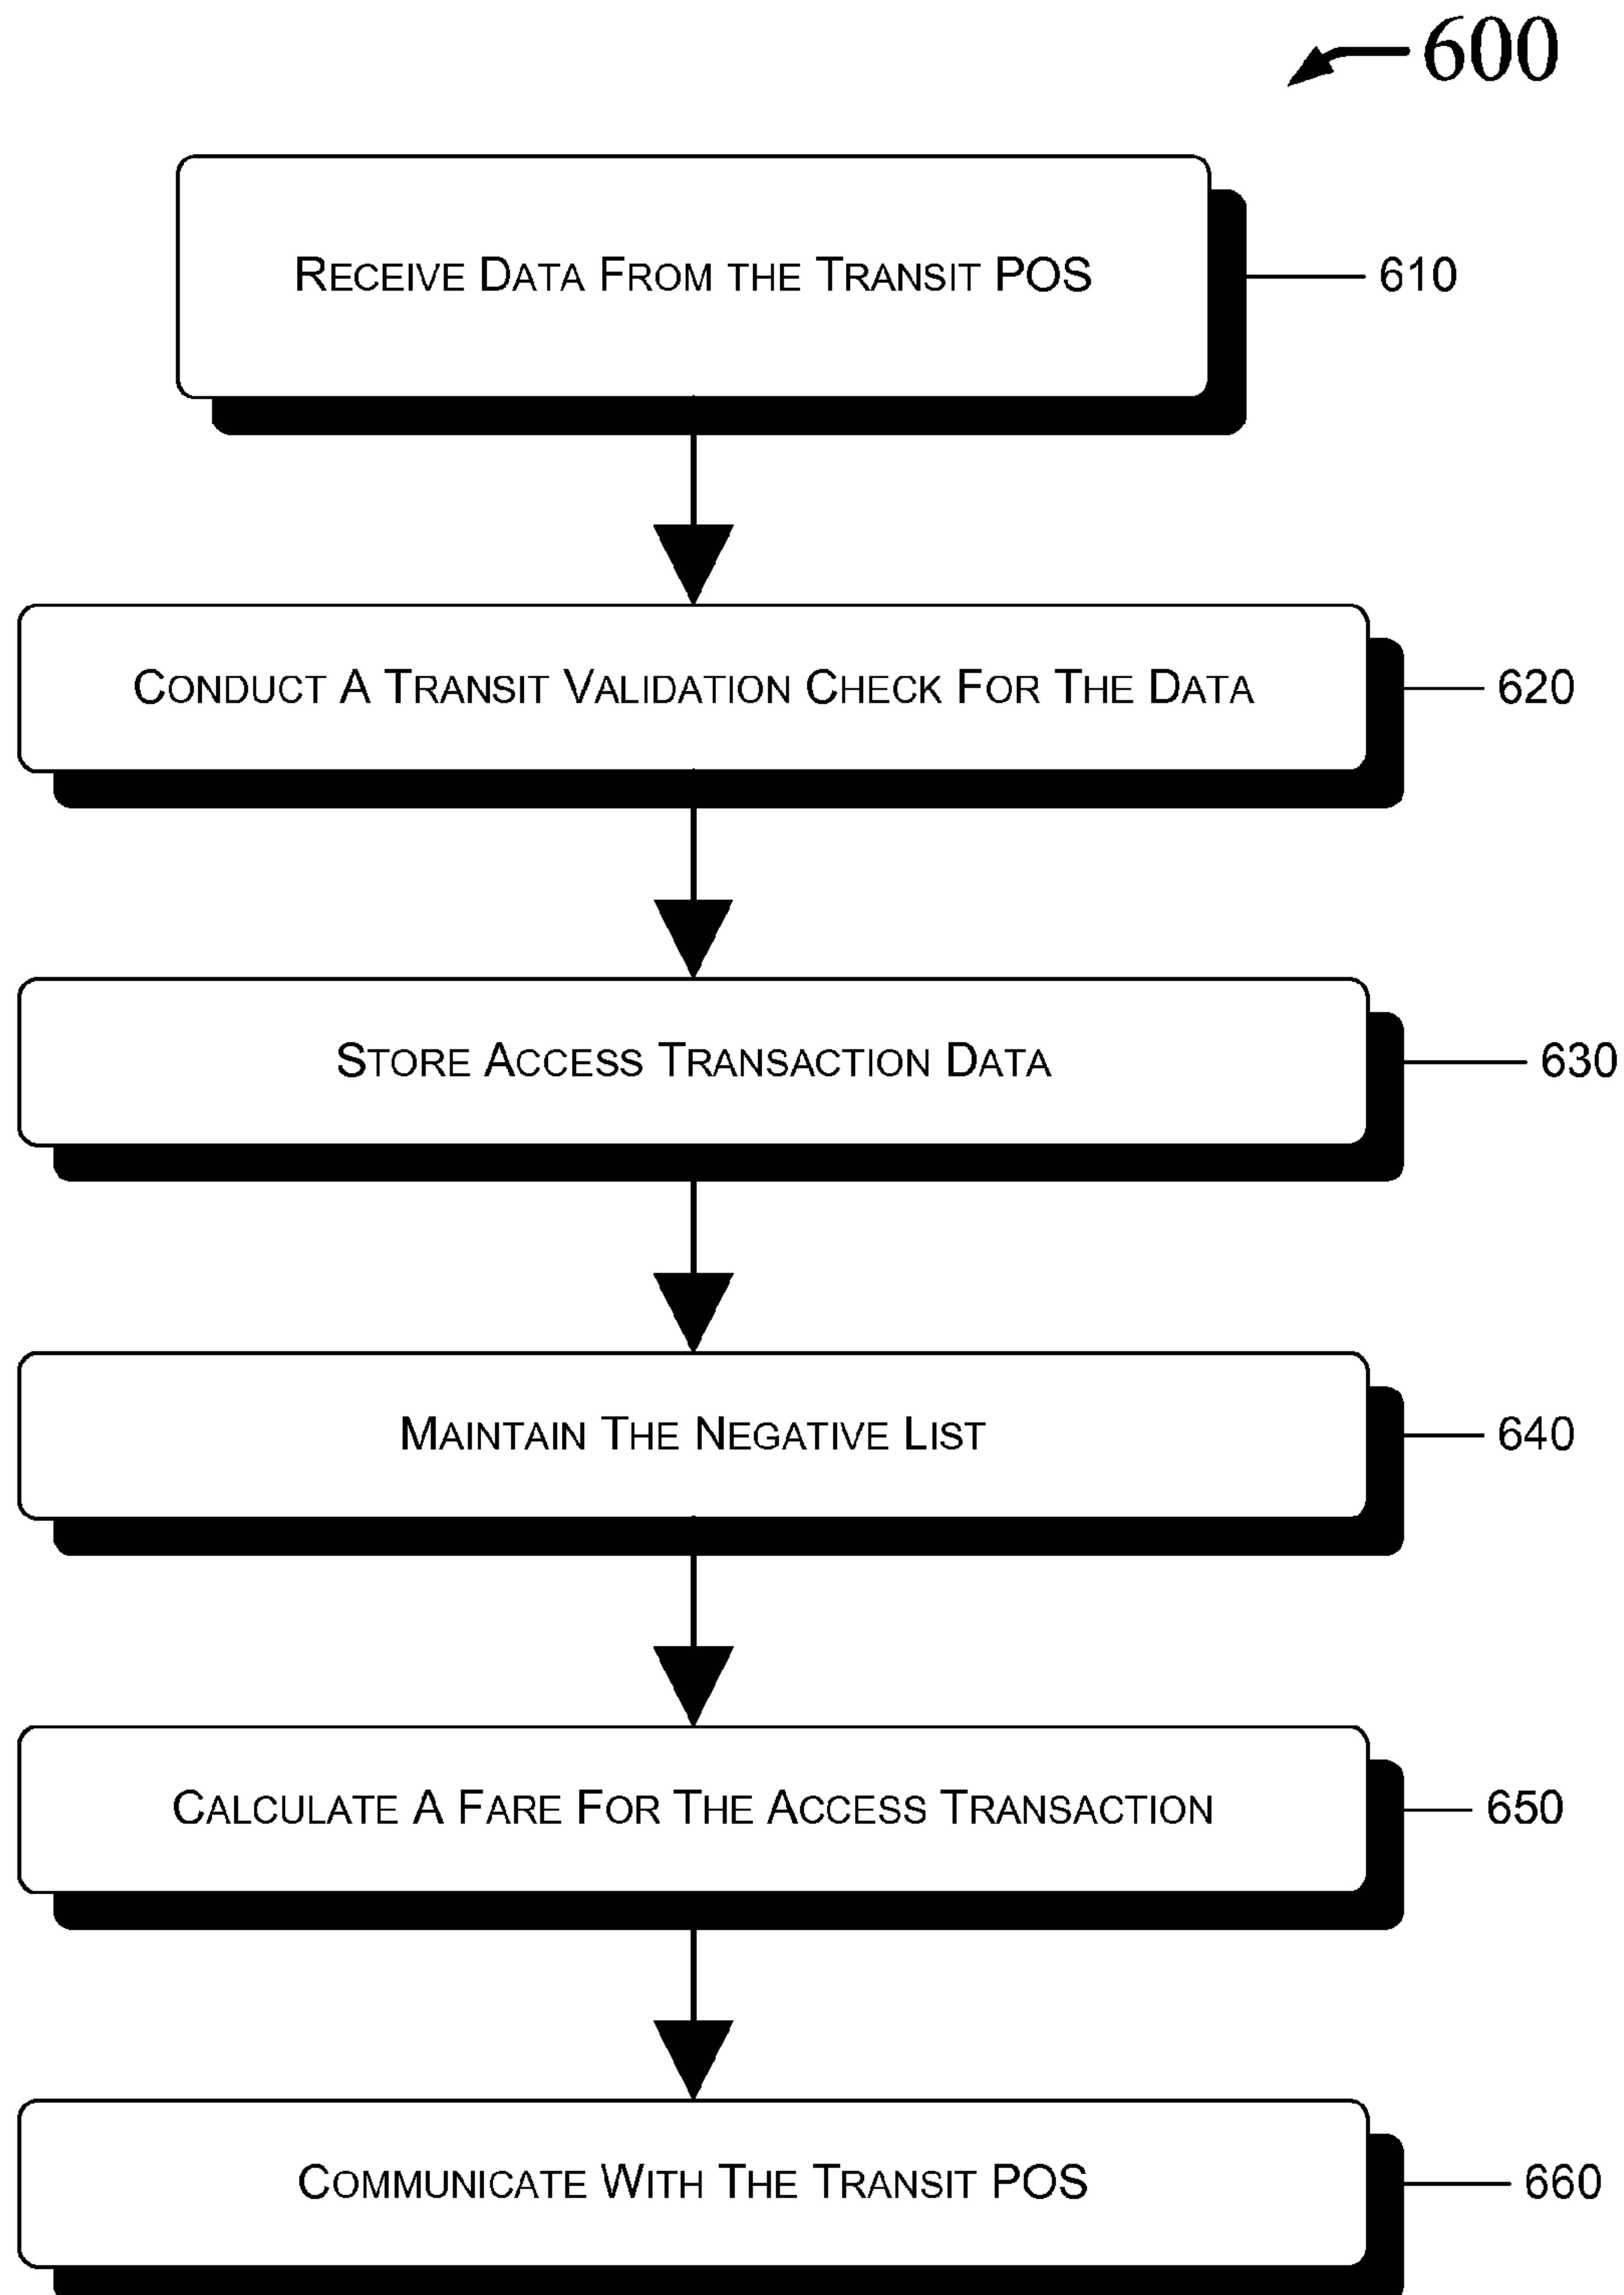 600
RECEIVE DATA FROM THE TRANSIT POS
610
CONDUCT A TRANSIT VALIDATION CHECK FOR THE DATA
620
STORE ACCESS TRANSACTION DATA
630
MAINTAIN THE NEGATIVE LIST
640
CALCULATE A FARE FOR THE ACCESS TRANSACTION
650
COMMUNICATE WITH THE TRANSIT POS
660